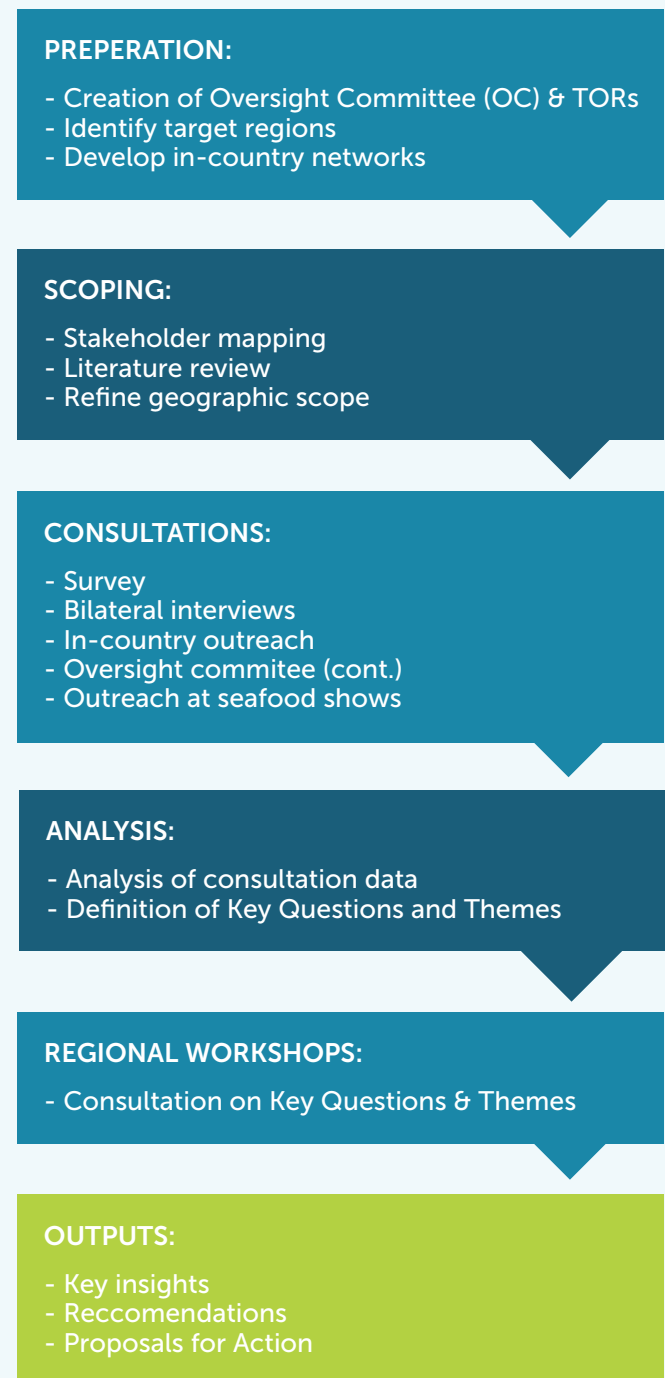 PREPERATION:
- Creation of Oversight Committee (OC) & TORs
- Identify target regions
- Develop in-country networks
SCOPING:
- Stakeholder mapping
- Literature review
- Refine geographic scope
CONSULTATIONS:
- Survey
- Bilateral interviews
- In-country outreach
- Oversight commitee (cont.)
- Outreach at seafood shows
ANALYSIS:
- Analysis of consultation data
- Definition of Key Questions and Themes
REGIONAL WORKSHOPS:
- Consultation on Key Questions & Themes
OUTPUTS:
- Key insights
- Reccomendations
- Proposals for Action